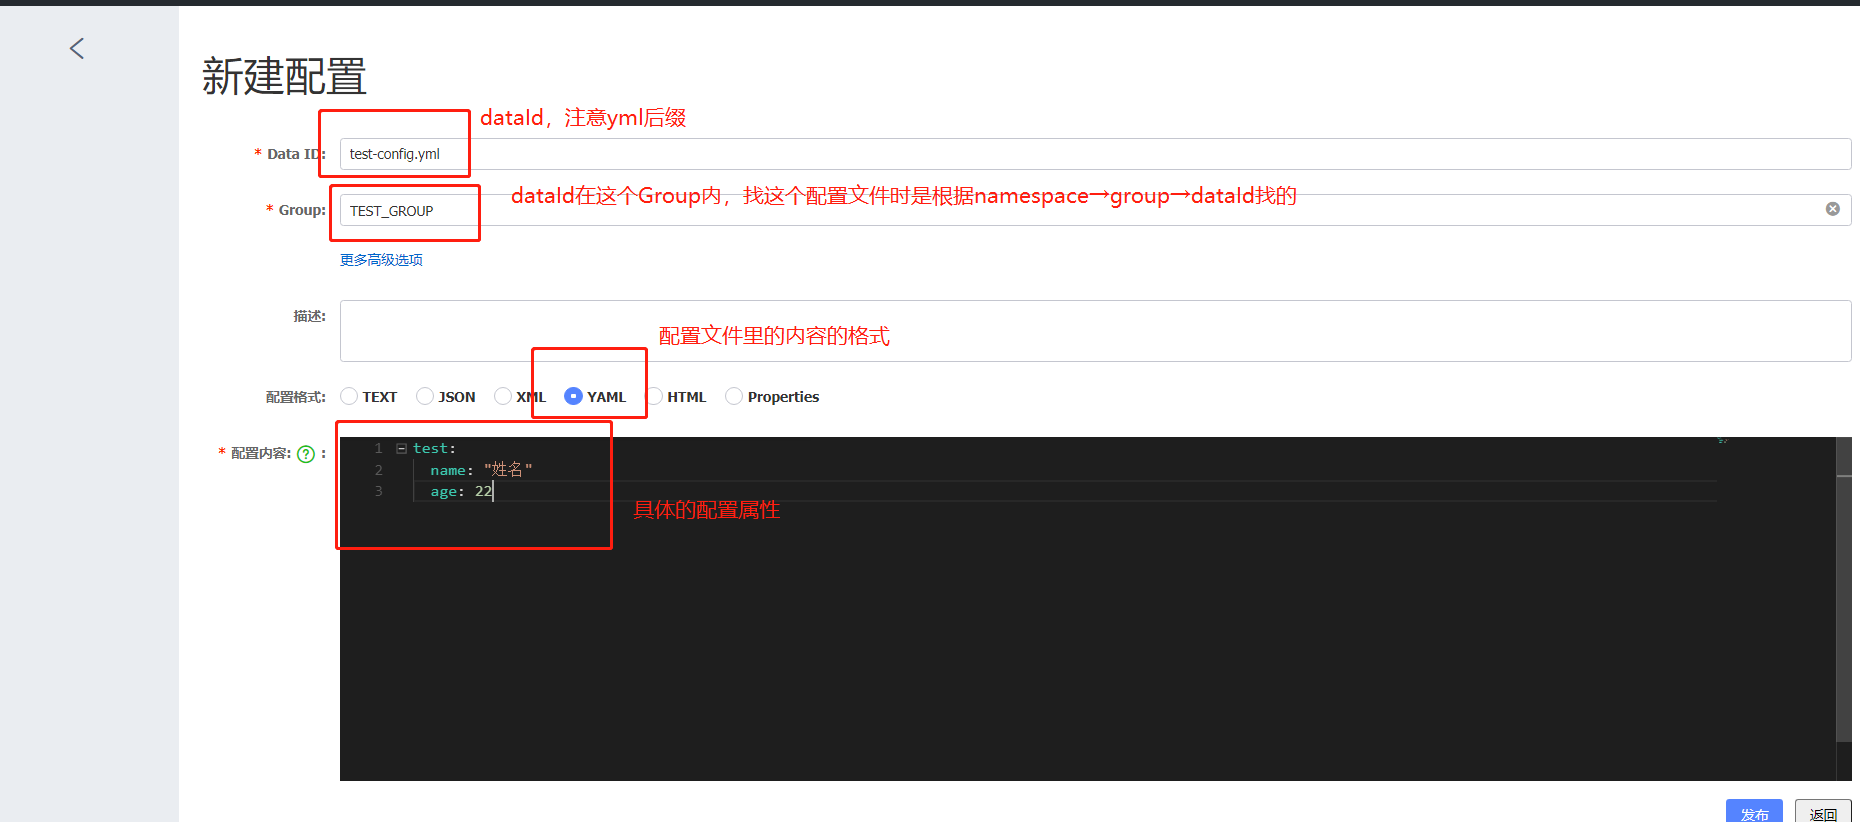 新建配置
dataId，注意yml后缀
* Data ID: test-config.yml
dataId在这个Group内，找这个配置文件时是根据namespace→group→dataId找的
* Group: TEST_GROUP
更多高级选项
描述:
配置文件里的内容的格式
配置格式: TEXT JSON XML YAML HTML Properties
* 配置内容: ? :
1 test:
2 name: "姓名"
3 age: 22
具体的配置属性
发布 返回